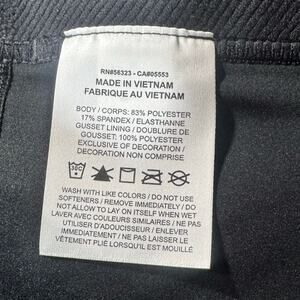 RN#56323 - CA#05553
MADE IN VIETNAM
FABRIQUE AU VIETNAM
BODY / CORPS: 83% POLYESTER
17% SPANDEX / ELASTHANNE
GUSSET LINING / DOUBLURE DE
GOUSSET: 100% POLYESTER
EXCLUSIVE OF DECORATION /
DECORATION NON COMPRISE
30C
WASH WITH LIKE COLORS / DO NOT USE
SOFTENERS / REMOVE IMMEDIATELY / DO
NOT ALLOW TO LAY ON ITSELF WHEN WET
LAVER AVEC COULEURS SIMILAIRES / NE PAS
UTILISER D'ADOUCISSEUR / ENLEVER
IMMÉDIATEMENT / NE PAS LAISSER LE
VÊTEMENT PLIÉ LORSQU'IL EST MOUILLÉ